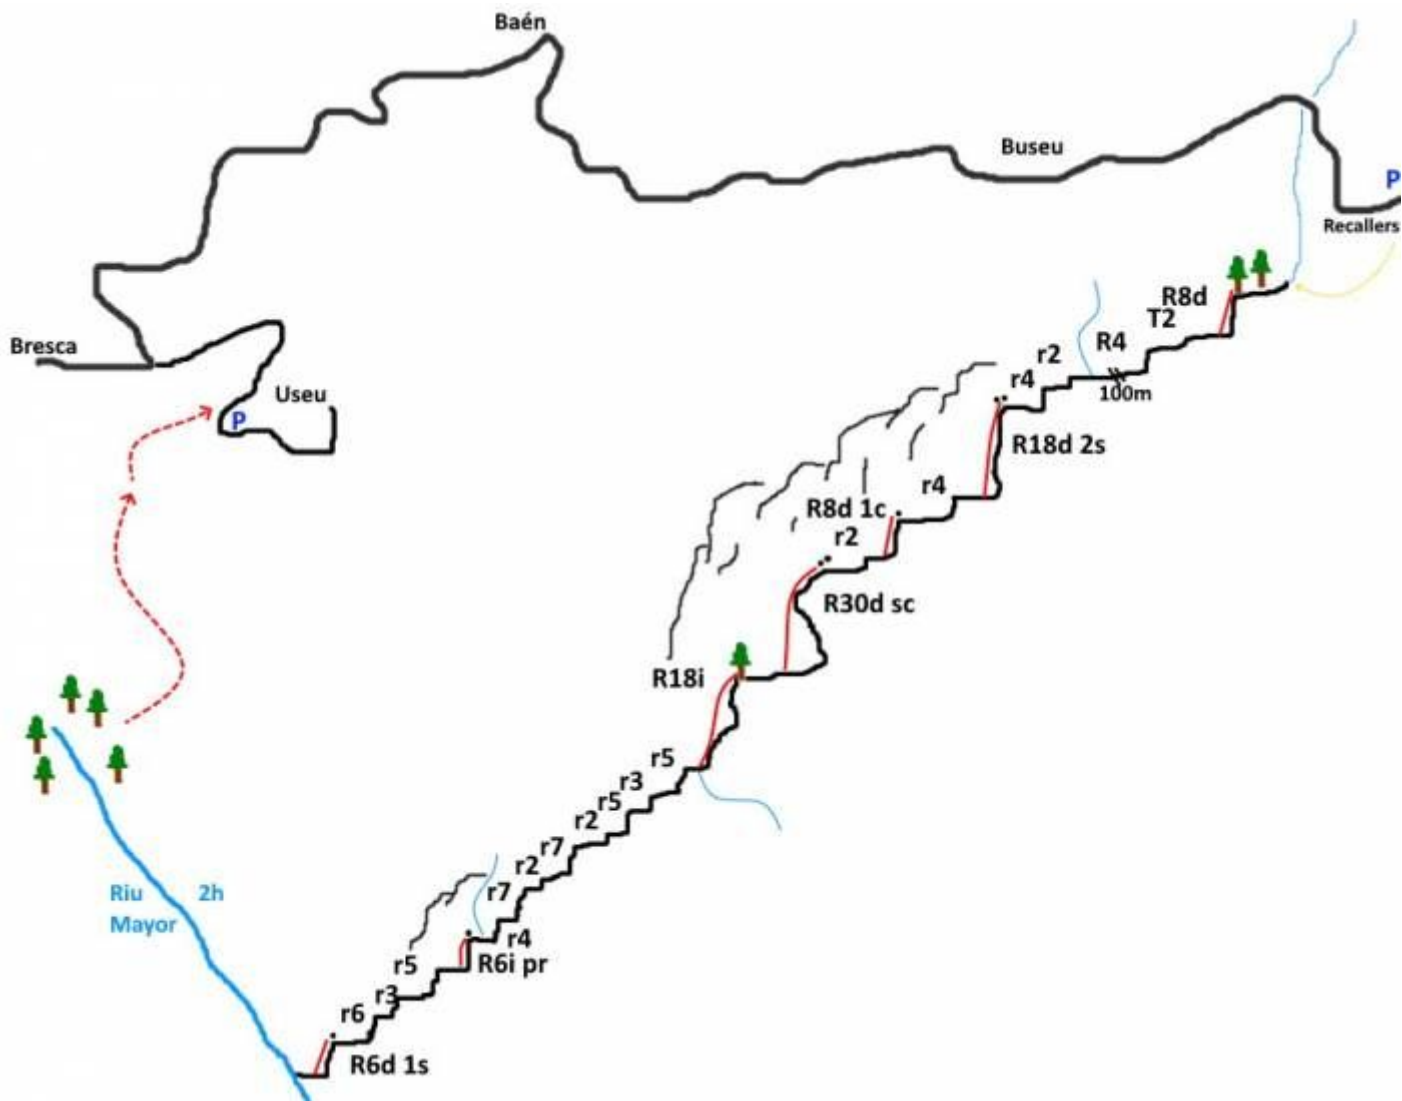 Baén
Buseu
P
Recallers
R8d
T2
R4
r2
100m
r4
Bresca
Useu
P
R18d 2s
r4
R8d 1c
r2
R30d sc
R18i
r5
r3
r5
r2
r7
r2
r7
r4
R6i pr
r5
r3
r6
R6d 1s
Riu 2h
Mayor